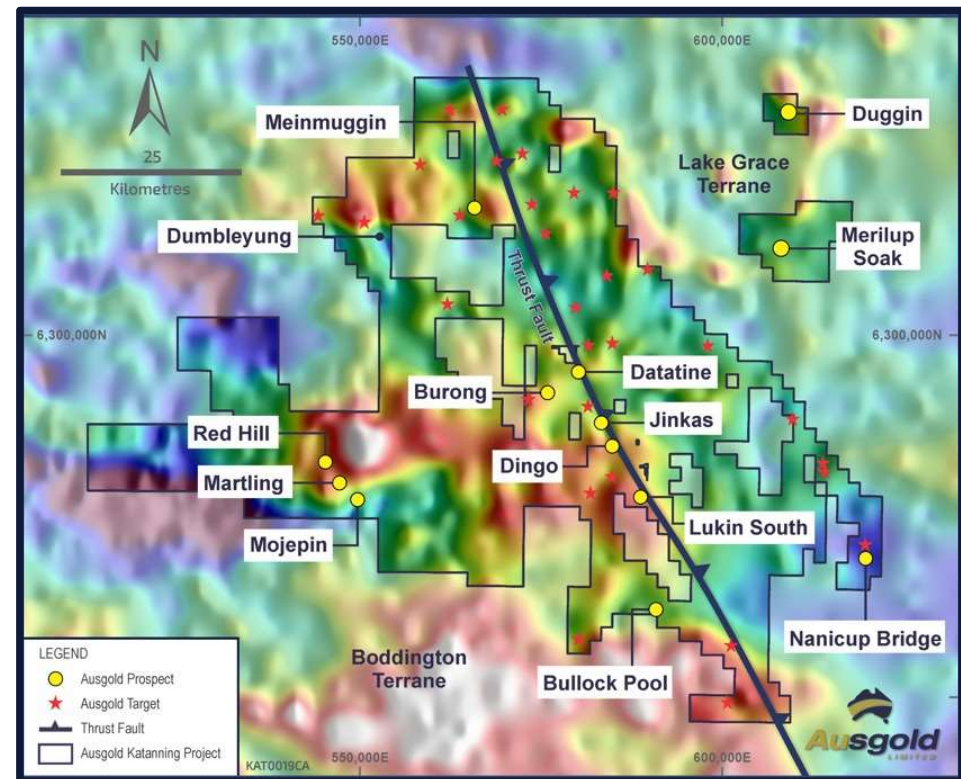 550,000E
600,000E
N
25
Kilometres
Meinmuggin
Duggin
Lake Grace
Terrane
Dumbleyung
Merilup
Soak
Thrust Fault
6,300,000N
6,300,000N
Datatine
Burong
Jinkas
Red Hill
Dingo
Martling
Lukin South
Mojepin
Nanicup Bridge
Boddington
Terrane
Bullock Pool
LEGEND
Ausgold Prospect
Ausgold Target
Thrust Fault
Ausgold Katanning Project
KAT0019CA
550,000E
600,000E
Ausgold
LIMITED